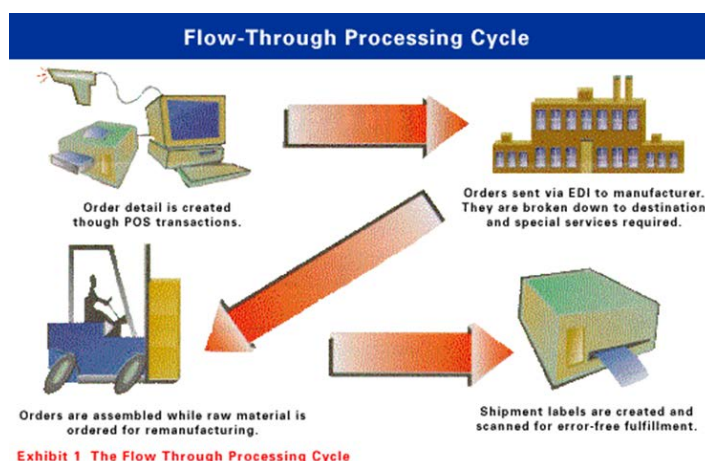 Flow-Through Processing Cycle
Order detail is created
though POS transactions.
Orders sent via EDI to manufacturer.
They are broken down to destination
and special services required.
Orders are assembled while raw material is
ordered for remanufacturing.
Shipment labels are created and
scanned for error-free fulfillment.
Exhibit 1 The Flow Through Processing Cycle